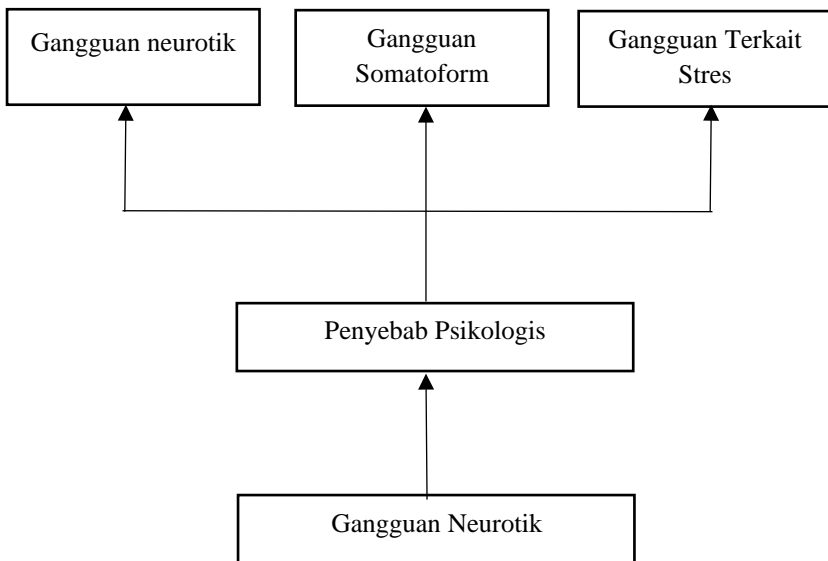 Gangguan neurotik
Gangguan
Somatoform
Gangguan Terkait
Stres
Penyebab Psikologis
Gangguan Neurotik